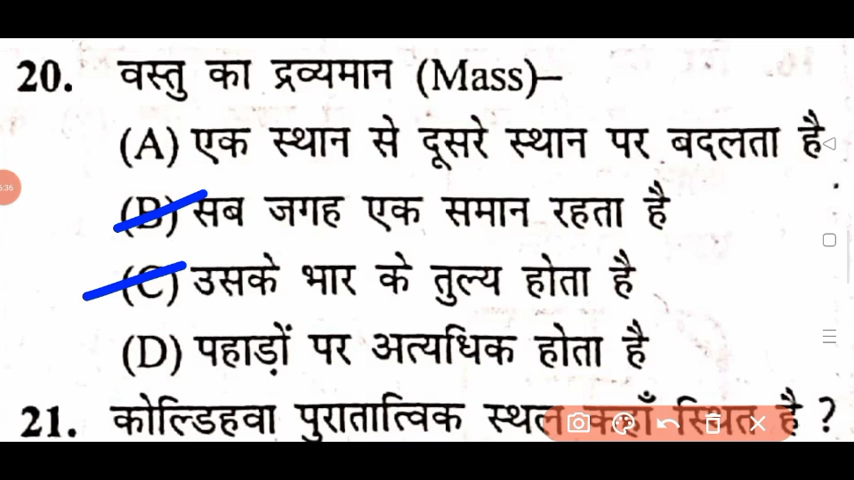 20. वस्तु का द्रव्यमान (Mass)–
(A) एक स्थान से दूसरे स्थान पर बदलता है
(B) सब जगह एक समान रहता है
(C) उसके भार के तुल्य होता है
(D) पहाड़ों पर अत्यधिक होता है
21. कोल्डिहवा पुरातात्विक स्थल कहाँ स्थित है ?